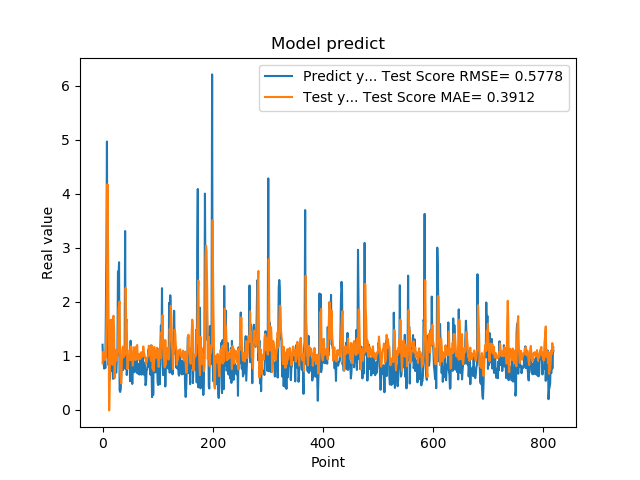 Model predict
Predict y... Test Score RMSE= 0.5778
Test y... Test Score MAE= 0.3912
Real value
6
5
4
3
2
1
0
0 200 400 600 800
Point